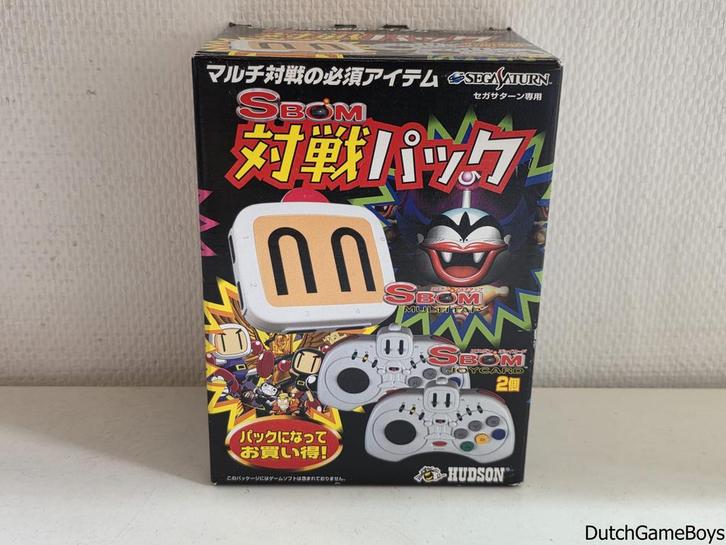 マルチ対戦の必須アイテム
SEGA SATURN™
セガサターン専用
SBOM
対戦パック
SBOM
MULTITAP
SBOM
JOYCARD
2個
パックになって
お買い得!
このパッケージにはゲームソフトは含まれておりません。
HUDSON®
DutchGameBoys